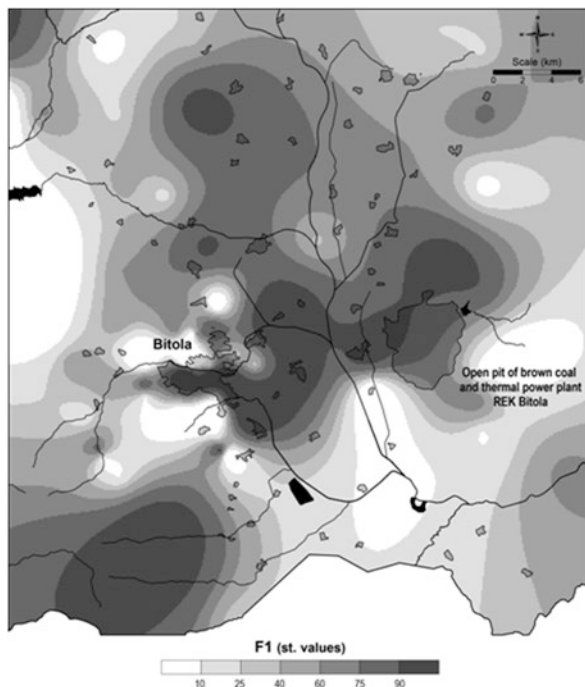 N
Scale (km)
0 2 4 6
Bitola
Open pit of brown coal
and thermal power plant
REK Bitola
F1 (st. values)
10 25 40 60 75 90